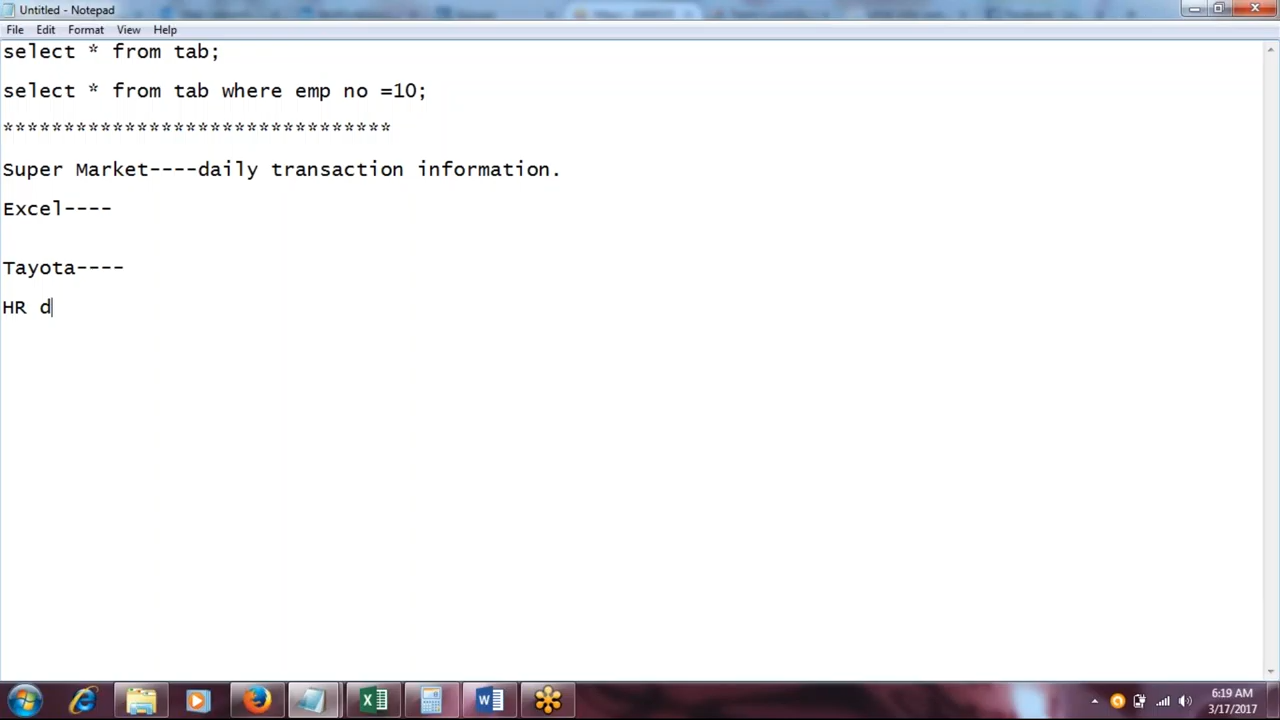 Untitled - Notepad
File Edit Format View Help
select * from tab;
select * from tab where emp no =10;
********************************
Super Market----daily transaction information.
Excel----
Tayota----
HR d
6:19 AM
3/17/2017